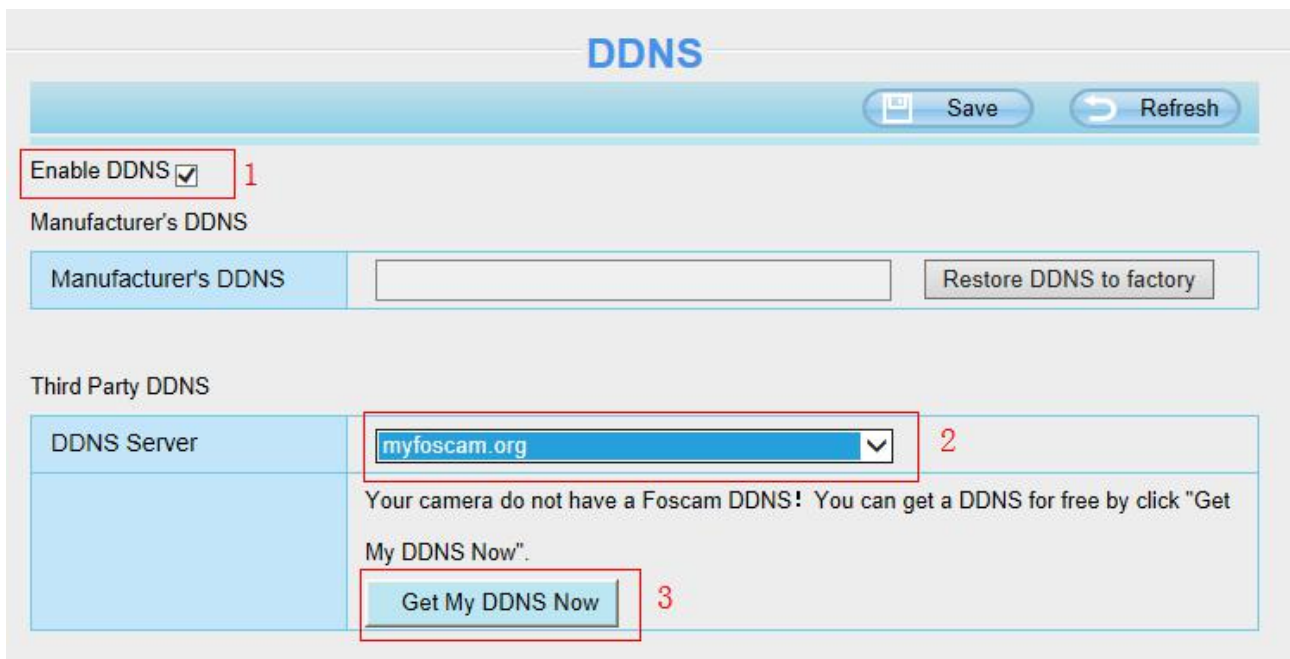 DDNS
Save Refresh
Enable DDNS 1
Manufacturer's DDNS
Manufacturer's DDNS Restore DDNS to factory
Third Party DDNS
DDNS Server myfoscam.org 2
Your camera do not have a Foscam DDNS! You can get a DDNS for free by click "Get
My DDNS Now".
Get My DDNS Now 3